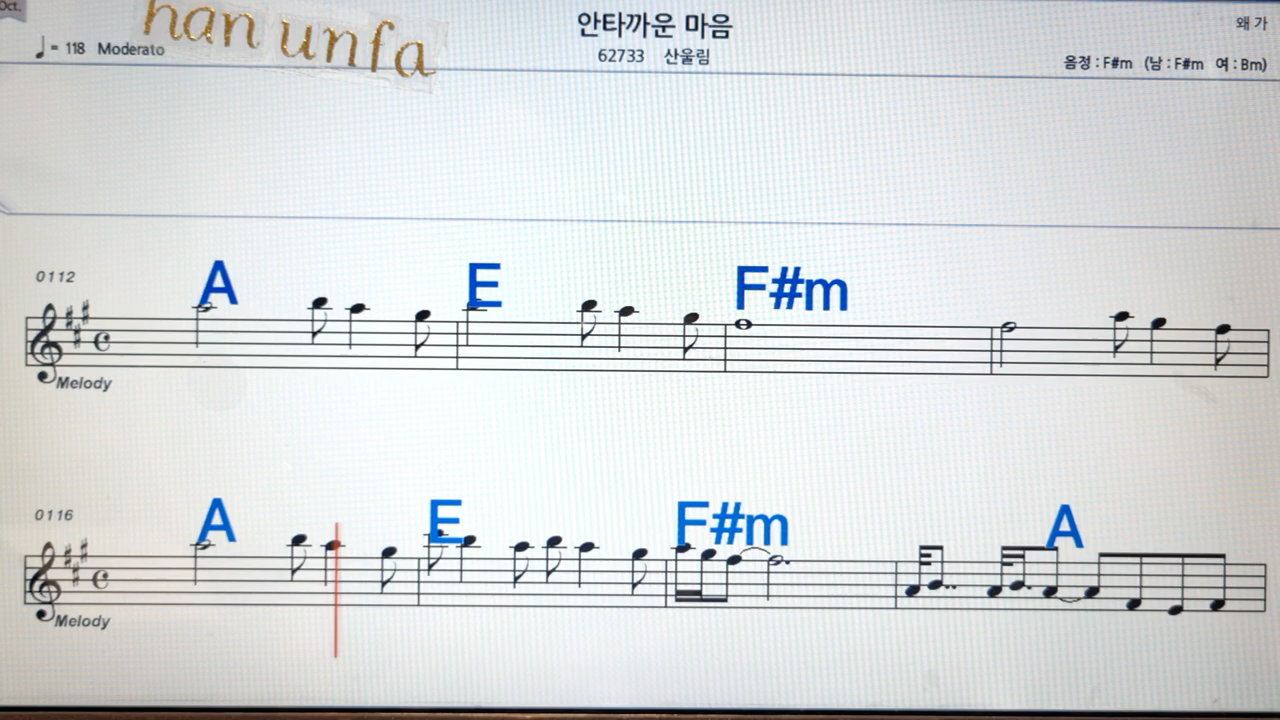 Oct.
han unfa
안타까운 마음
왜 가
♩= 118 Moderato
62733 산울림
음정 : F#m (남 : F#m 여 : Bm)
0112
A E F#m
Melody
0116
A E F#m A
Melody